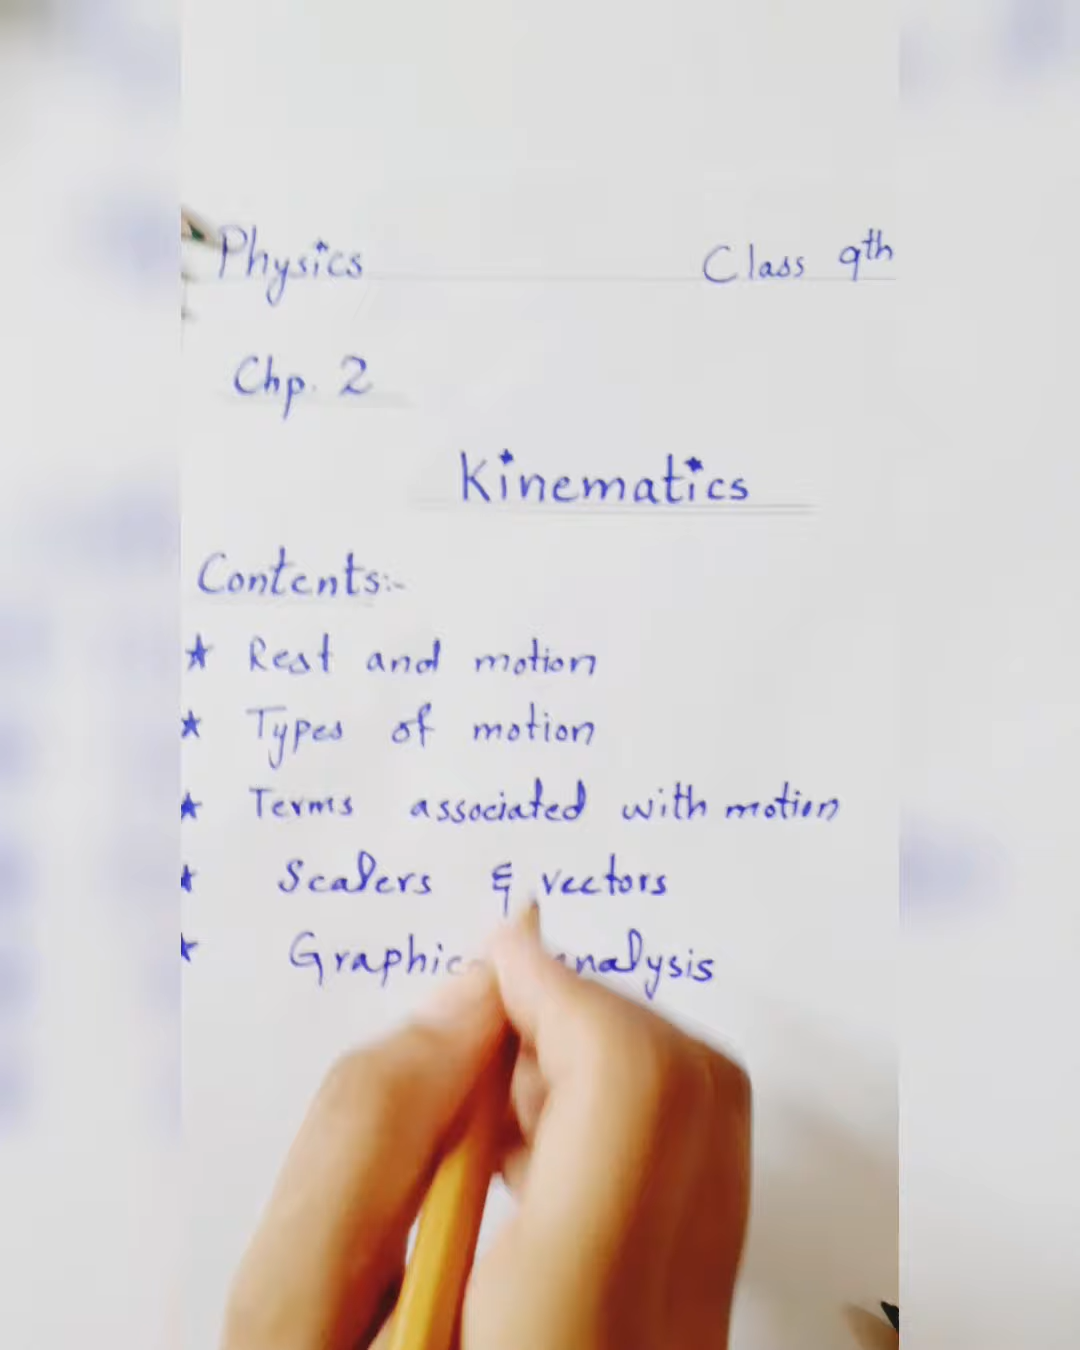 Physics Class 9th
Chp. 2
Kinematics
Contents:-
★ Rest and motion
★ Types of motion
★ Terms associated with motion
★ Scalers & vectors
★